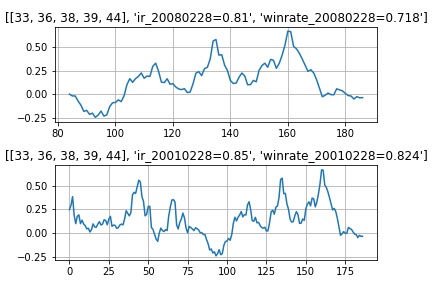 [[33, 36, 38, 39, 44], 'ir_20080228=0.81', 'winrate_20080228=0.718']
0.50
0.25
0.00
−0.25
80 100 120 140 160 180
[[33, 36, 38, 39, 44], 'ir_20010228=0.85', 'winrate_20010228=0.824']
0.50
0.25
0.00
−0.25
0 25 50 75 100 125 150 175